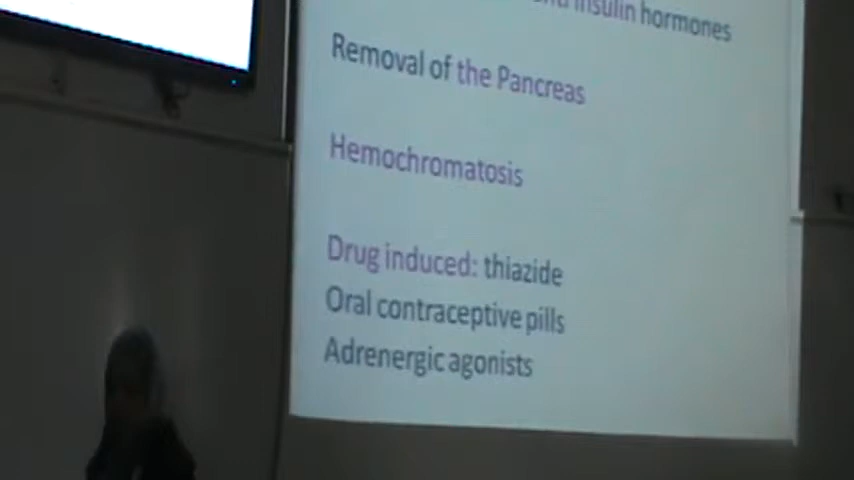 insulin hormones
Removal of the Pancreas
Hemochromatosis
Drug induced: thiazide
Oral contraceptive pills
Adrenergic agonists